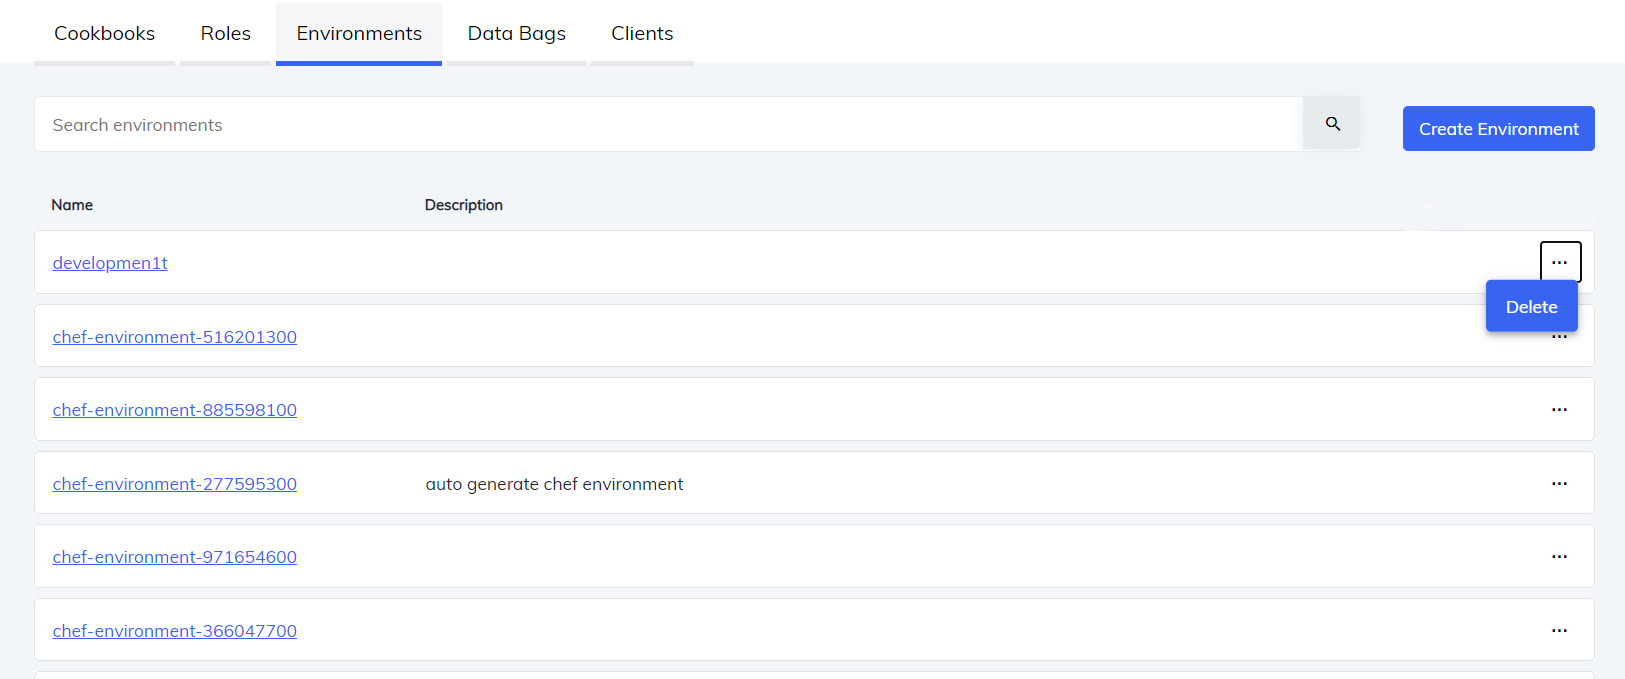 Cookbooks Roles Environments Data Bags Clients
Search environments
Create Environment
Name Description
developmen1t ...
Delete
chef-environment-516201300 ...
chef-environment-885598100 ...
chef-environment-277595300 auto generate chef environment ...
chef-environment-971654600 ...
chef-environment-366047700 ...